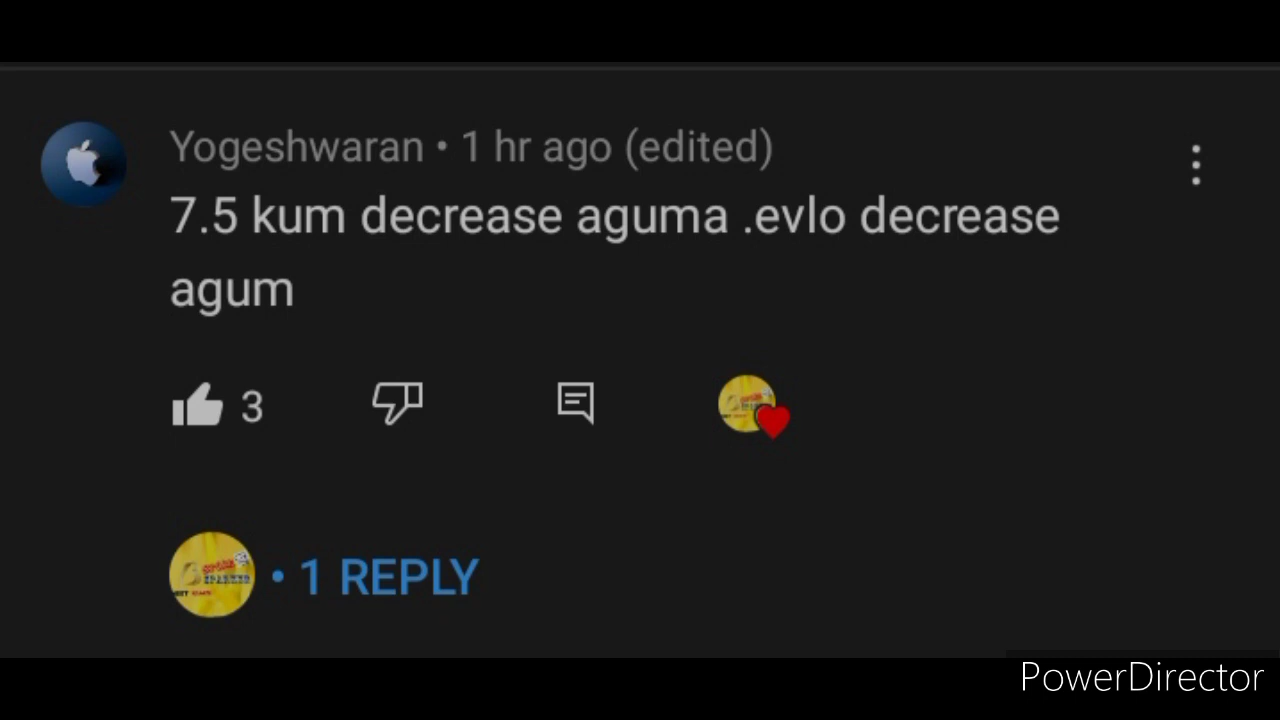 Yogeshwaran • 1 hr ago (edited)
7.5 kum decrease aguma .evlo decrease
agum
3
• 1 REPLY
PowerDirector